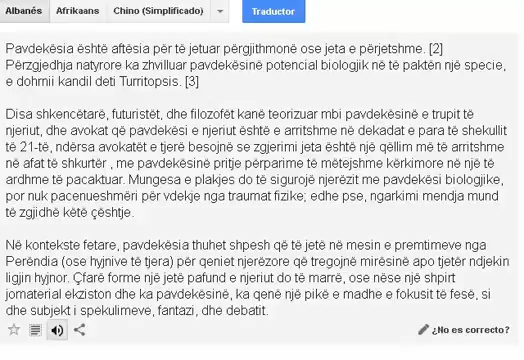 Albanés Afrikaans Chino (Simplificado) Traductor
Pavdekësia është aftësia për të jetuar përgjithmonë ose jeta e përjetshme. [2]
Përzgjedhja natyrore ka zhvilluar pavdekësinë potencial biologjik në të paktën një specie,
e dohrnii kandil deti Turritopsis. [3]
Disa shkencëtarë, futuristët, dhe filozofët kanë teorizuar mbi pavdekësinë e trupit të
njeriut, dhe avokat që pavdekësi e njeriut është e arritshme në dekadat e para të shekullit
të 21-të, ndërsa avokatët e tjerë besojnë se zgjerimi jeta është një qëllim më të arritshme
në afat të shkurtër , me pavdekësinë pritje përparime të mëtejshme kërkimore në një të
ardhme të pacaktuar. Mungesa e plakjes do të sigurojë njerëzit me pavdekësi biologjike,
por nuk pacenueshmëri për vdekje nga traumat fizike; edhe pse, ngarkimi mendja mund
të zgjidhë këtë çështje.
Në kontekste fetare, pavdekësia thuhet shpesh që të jetë në mesin e premtimeve nga
Perëndia (ose hyjnive të tjera) për qeniet njerëzore që tregojnë mirësinë apo tjetër ndjekin
ligjin hyjnor. Çfarë forme një jetë pafund e njeriut do të marrë, ose nëse një shpirt
jomaterial ekziston dhe ka pavdekësinë, ka qenë një pikë e madhe e fokusit të fesë, si
dhe subjekt i spekulimeve, fantazi, dhe debatit.
¿No es correcto?